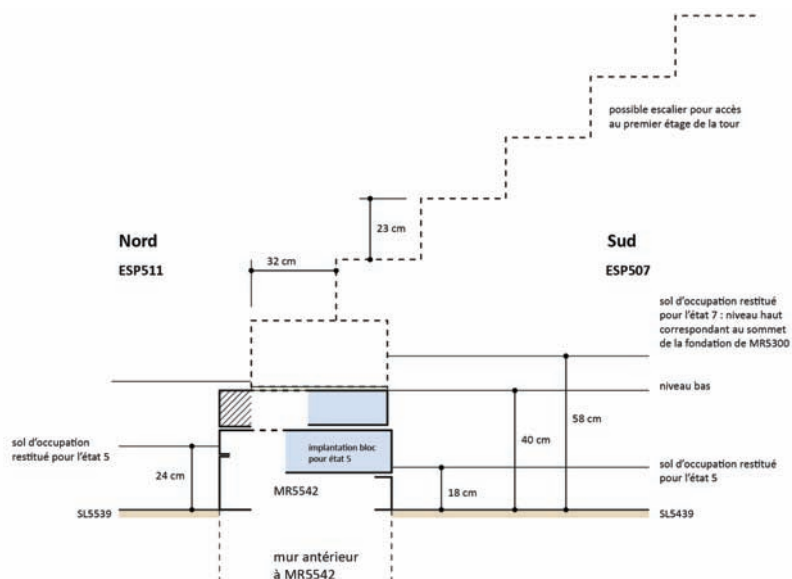 possible escalier pour accès
au premier étage de la tour
23 cm
Nord
ESP511
Sud
ESP507
32 cm
sol d'occupation restitué
pour l'état 7 : niveau haut
correspondant au sommet
de la fondation de MR5300
niveau bas
58 cm
40 cm
sol d'occupation
restitué pour l'état 5
implantation bloc
pour état 5
sol d'occupation restitué
pour l'état 5
24 cm
MR5542
18 cm
SL5539
SL5439
mur antérieur
à MR5542